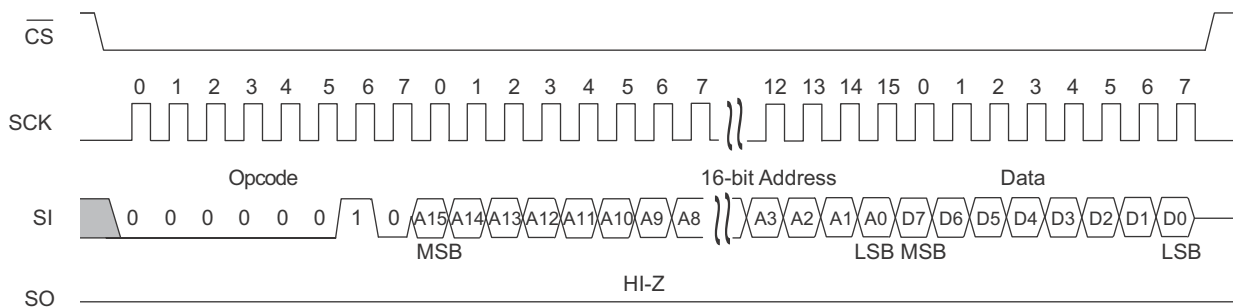 CS
0 1 2 3 4 5 6 7 0 1 2 3 4 5 6 7 12 13 14 15 0 1 2 3 4 5 6 7
SCK
Opcode 16-bit Address Data
SI 0 0 0 0 0 0 1 0 A15 A14 A13 A12 A11 A10 A9 A8 A3 A2 A1 A0 D7 D6 D5 D4 D3 D2 D1 D0
MSB LSB MSB LSB
HI-Z
SO